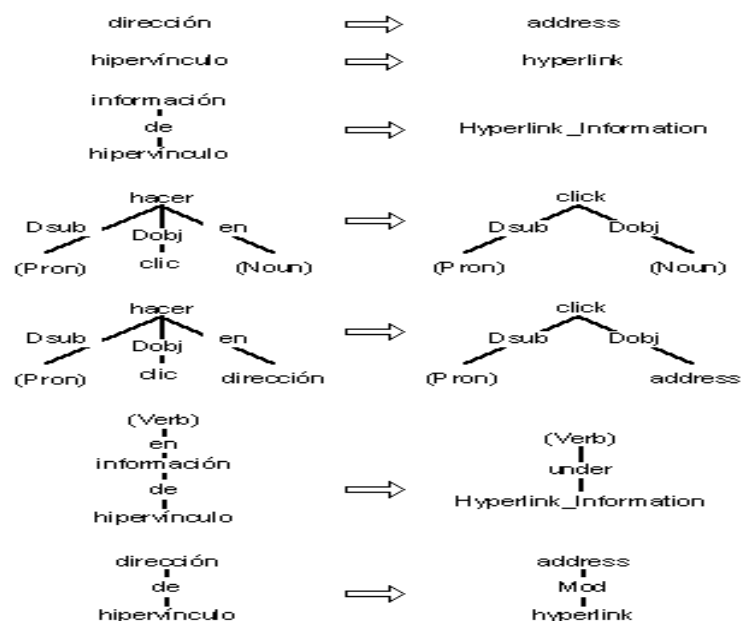 dirección ⇒ address
hipervínculo ⇒ hyperlink
información
de ⇒ Hyperlink_Information
hipervínculo
hacer click
Dsub Dobj en ⇒ Dsub Dobj
(Pron) clic (Noun) (Pron) (Noun)
hacer click
Dsub Dobj en ⇒ Dsub Dobj
(Pron) clic dirección (Pron) address
(Verb)
en (Verb)
información
de ⇒ under
hipervínculo Hyperlink_Information
dirección address
de ⇒ Mod
hipervínculo hyperlink